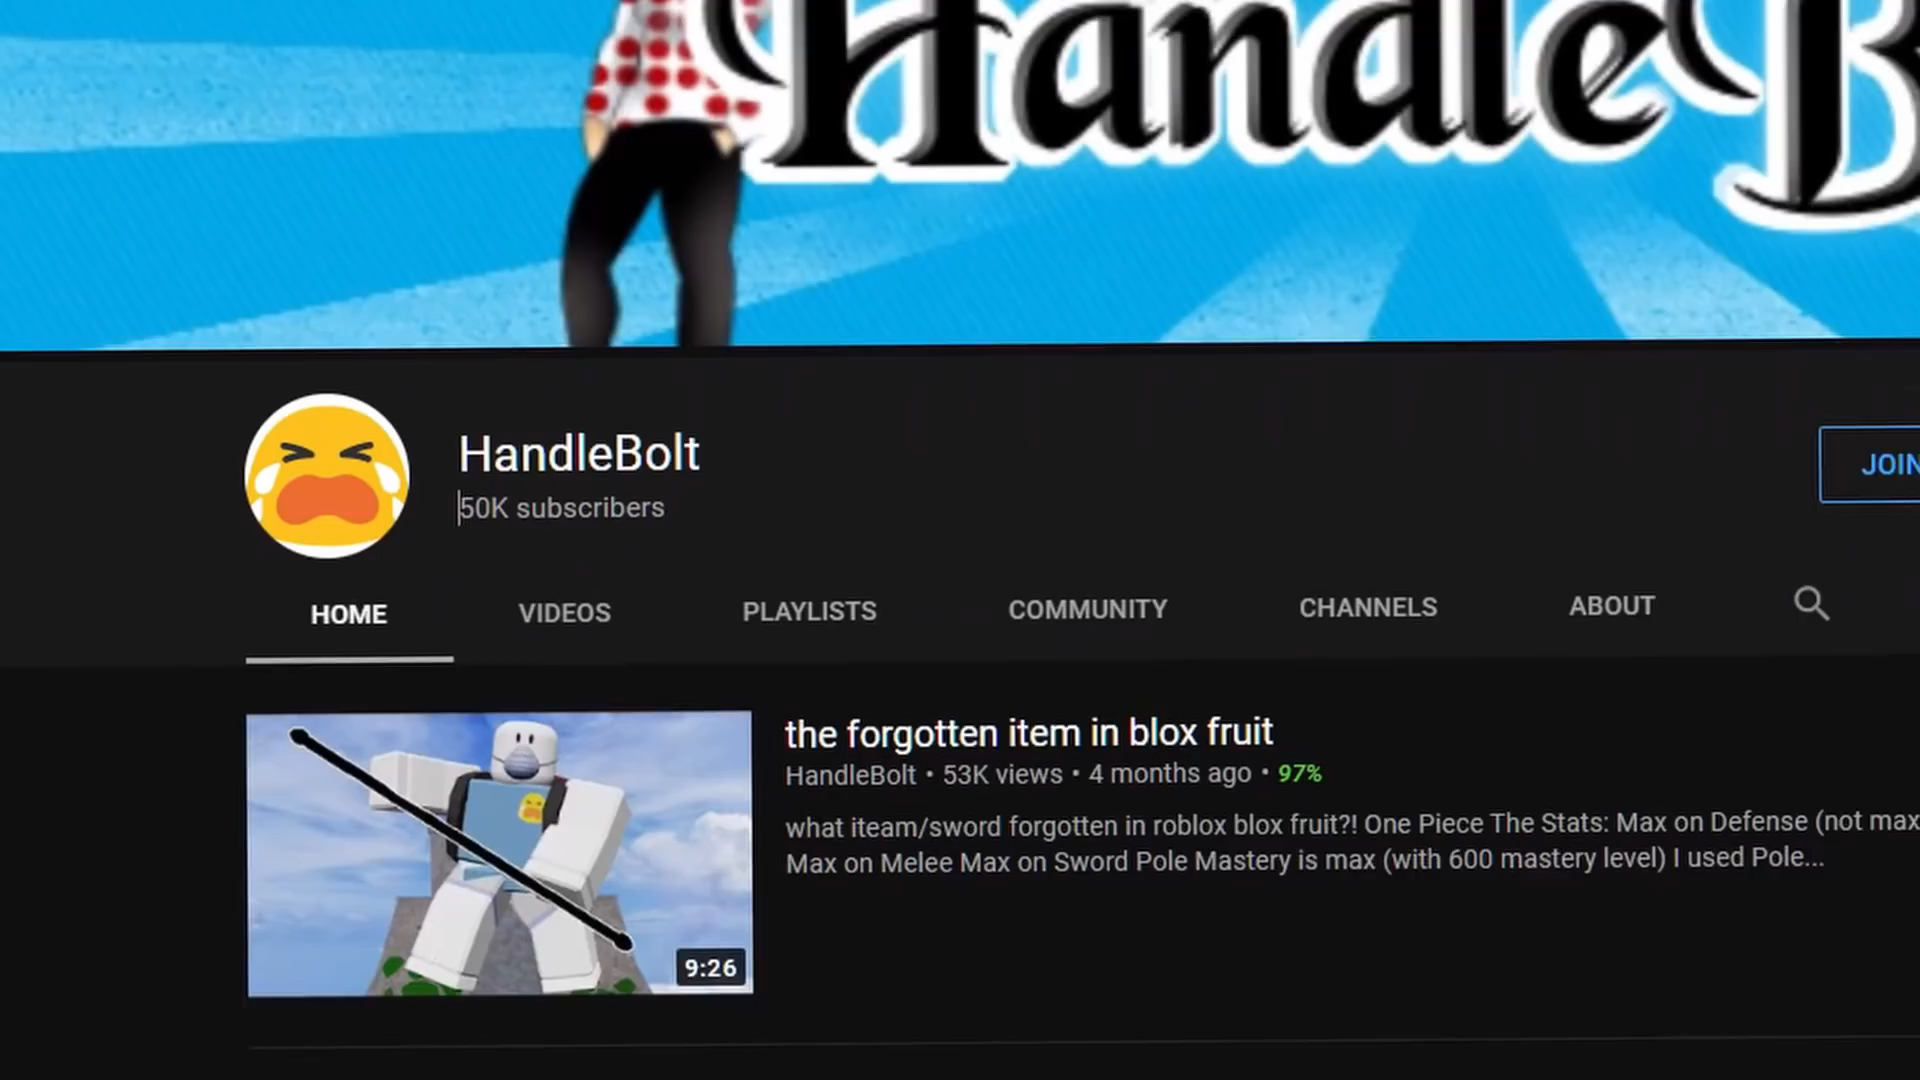 Handle B
HandleBolt
50K subscribers
JOIN
HOME VIDEOS PLAYLISTS COMMUNITY CHANNELS ABOUT
the forgotten item in blox fruit
HandleBolt • 53K views • 4 months ago • 97%
what iteam/sword forgotten in roblox blox fruit?! One Piece The Stats: Max on Defense (not max
Max on Melee Max on Sword Pole Mastery is max (with 600 mastery level) I used Pole...
9:26